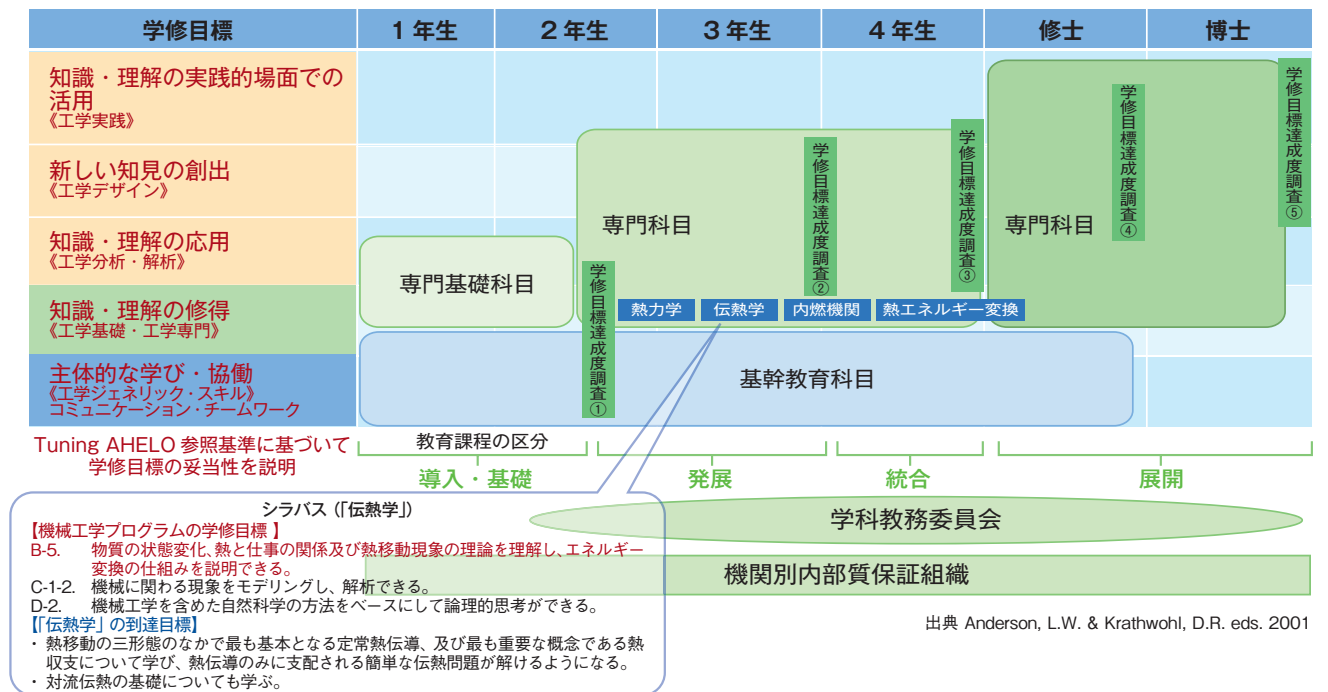 学修目標
1 年生
2 年生
3 年生
4 年生
修士
博士
知識・理解の実践的場面での
活用
《工学実践》
新しい知見の創出
《工学デザイン》
知識・理解の応用
《工学分析・解析》
知識・理解の修得
《工学基礎・工学専門》
主体的な学び・協働
《工学ジェネリック・スキル》
コミュニケーション・チームワーク
専門基礎科目
専門科目
専門科目
学修目標達成度調査①
学修目標達成度調査②
学修目標達成度調査③
学修目標達成度調査④
学修目標達成度調査⑤
熱力学
伝熱学
内燃機関
熱エネルギー変換
基幹教育科目
Tuning AHELO 参照基準に基づいて
学修目標の妥当性を説明
教育課程の区分
導入・基礎
発展
統合
展開
学科教務委員会
機関別内部質保証組織
シラバス(「伝熱学」)
【機械工学プログラムの学修目標 】
B-5. 物質の状態変化、熱と仕事の関係及び熱移動現象の理論を理解し、エネルギー
変換の仕組みを説明できる。
C-1-2. 機械に関わる現象をモデリングし、解析できる。
D-2. 機械工学を含めた自然科学の方法をベースにして論理的思考ができる。
【「伝熱学」の到達目標】
・ 熱移動の三形態のなかで最も基本となる定常熱伝導、及び最も重要な概念である熱
収支について学び、熱伝導のみに支配される簡単な伝熱問題が解けるようになる。
・ 対流伝熱の基礎についても学ぶ。
出典 Anderson, L.W. & Krathwohl, D.R. eds. 2001